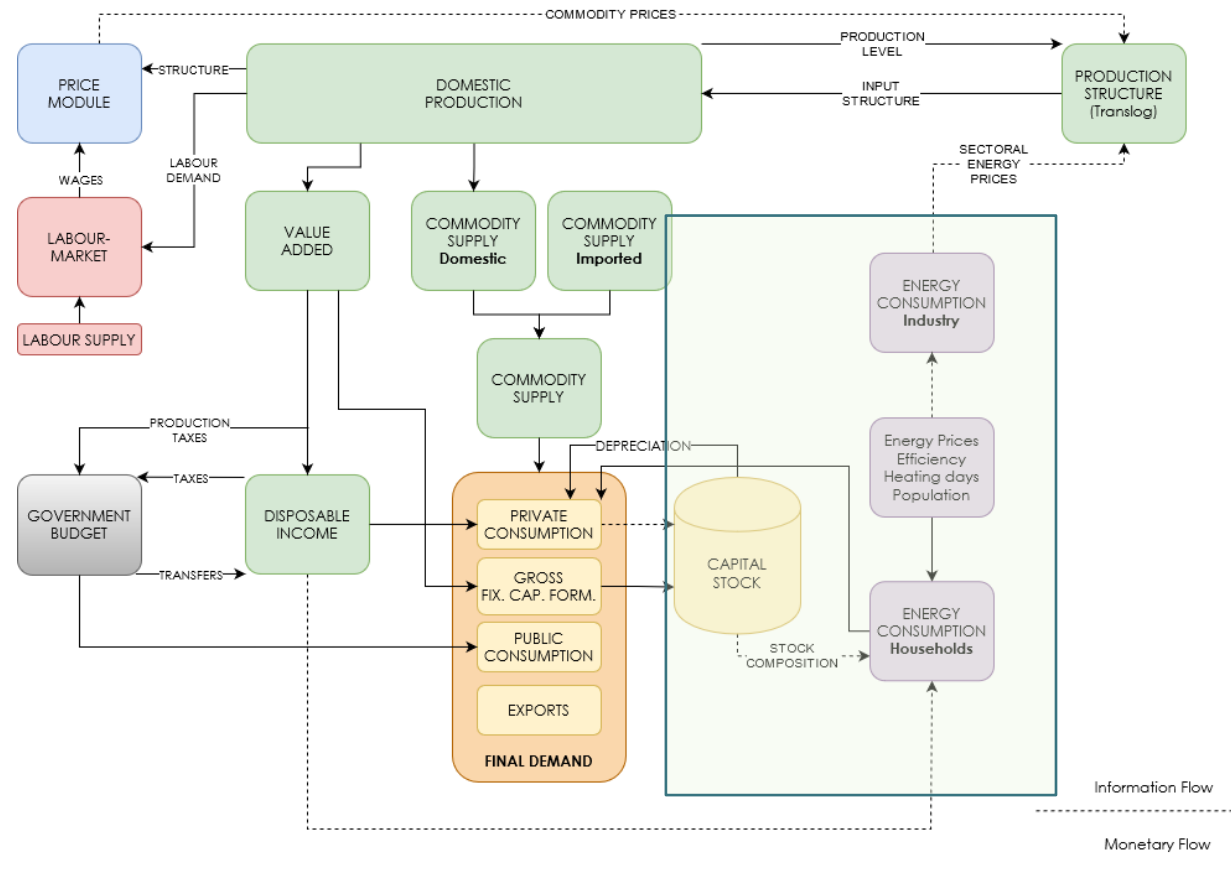 COMMODITY PRICES
PRICE
MODULE
STRUCTURE
DOMESTIC
PRODUCTION
PRODUCTION
LEVEL
INPUT
STRUCTURE
PRODUCTION
STRUCTURE
(Translog)
LABOUR
DEMAND
WAGES
SECTORAL
ENERGY
PRICES
LABOUR-
MARKET
VALUE
ADDED
COMMODITY
SUPPLY
Domestic
COMMODITY
SUPPLY
Imported
ENERGY
CONSUMPTION
Industry
LABOUR SUPPLY
COMMODITY
SUPPLY
PRODUCTION
TAXES
DEPRECIATION
Energy Prices
Efficiency
Heating days
Population
TAXES
GOVERNMENT
BUDGET
DISPOSABLE
INCOME
PRIVATE
CONSUMPTION
CAPITAL
STOCK
TRANSFERS
GROSS
FIX. CAP. FORM.
PUBLIC
CONSUMPTION
STOCK
COMPOSITION
ENERGY
CONSUMPTION
Households
EXPORTS
FINAL DEMAND
Information Flow
Monetary Flow